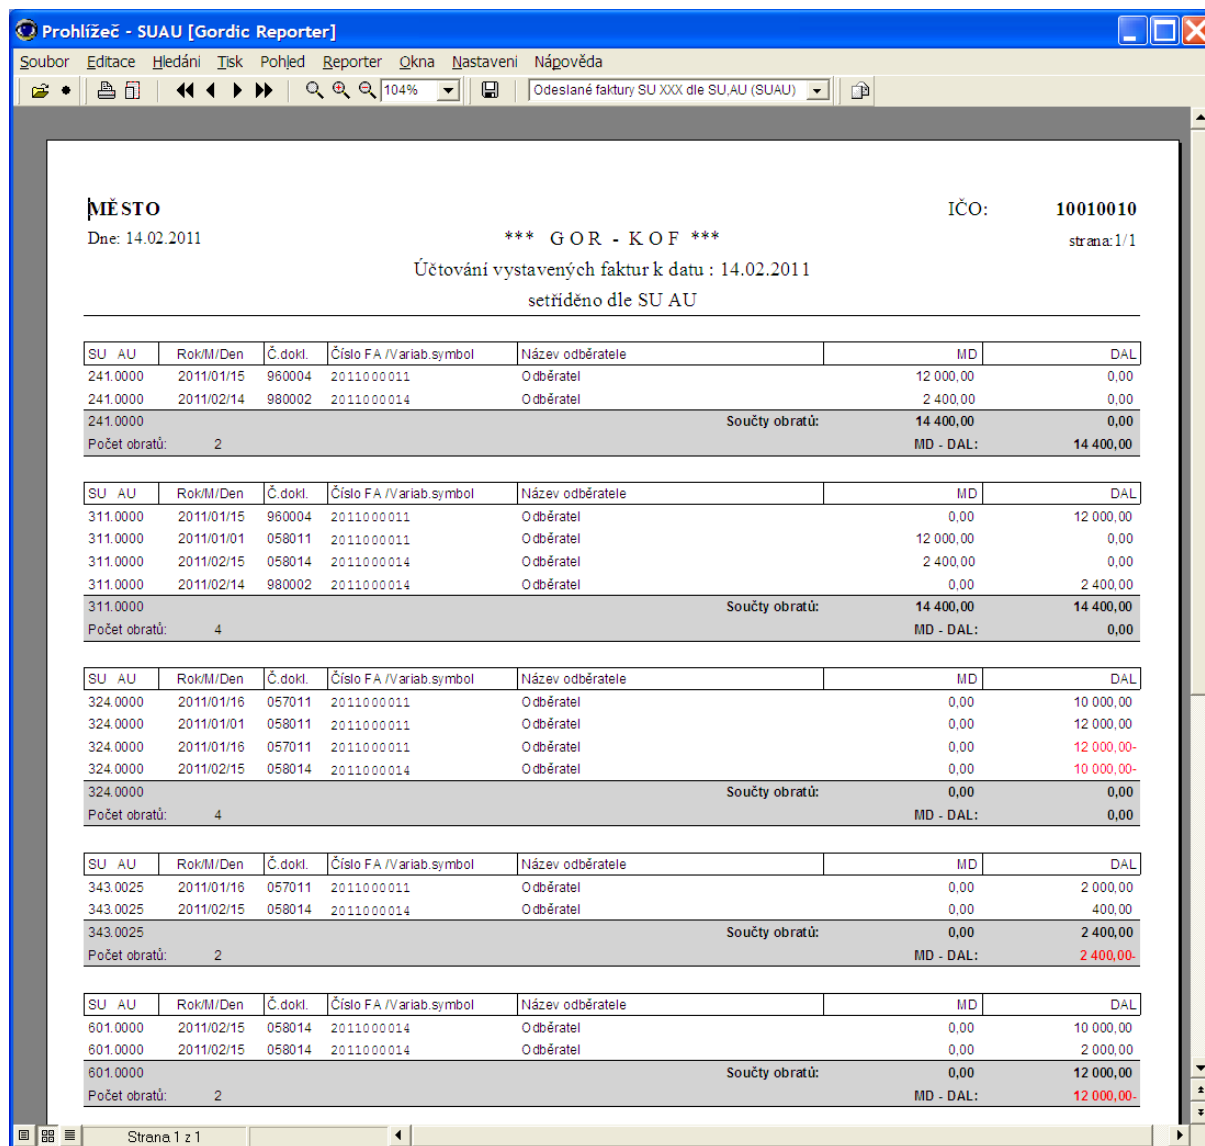 Prohlížeč - SUAU [Gordic Reporter]
Soubor Editace Hledáni Tisk Pohled Reporter Okna Nastaveni Nápověda
104% Odeslané faktury SU XXX dle SU,AU (SUAU)
MĚSTO IČO: 10010010
Dne: 14.02.2011 *** G O R - K O F *** strana:1/1
Účtování vystavených faktur k datu : 14.02.2011
setříděno dle SU AU
SU AU Rok/M/Den Č.dokl. Číslo FA /Variab.symbol Název odběratele MD DAL
241.0000 2011/01/15 960004 2011000011 Odběratel 12 000,00 0,00
241.0000 2011/02/14 980002 2011000014 Odběratel 2 400,00 0,00
241.0000 Součty obratů: 14 400,00 0,00
Počet obratů: 2 MD - DAL: 14 400,00
SU AU Rok/M/Den Č.dokl. Číslo FA /Variab.symbol Název odběratele MD DAL
311.0000 2011/01/15 960004 2011000011 Odběratel 0,00 12 000,00
311.0000 2011/01/01 058011 2011000011 Odběratel 12 000,00 0,00
311.0000 2011/02/15 058014 2011000014 Odběratel 2 400,00 0,00
311.0000 2011/02/14 980002 2011000014 Odběratel 0,00 2 400,00
311.0000 Součty obratů: 14 400,00 14 400,00
Počet obratů: 4 MD - DAL: 0,00
SU AU Rok/M/Den Č.dokl. Číslo FA /Variab.symbol Název odběratele MD DAL
324.0000 2011/01/16 057011 2011000011 Odběratel 0,00 10 000,00
324.0000 2011/01/01 058011 2011000011 Odběratel 0,00 12 000,00
324.0000 2011/01/16 057011 2011000011 Odběratel 0,00 12 000,00-
324.0000 2011/02/15 058014 2011000014 Odběratel 0,00 10 000,00-
324.0000 Součty obratů: 0,00 0,00
Počet obratů: 4 MD - DAL: 0,00
SU AU Rok/M/Den Č.dokl. Číslo FA /Variab.symbol Název odběratele MD DAL
343.0025 2011/01/16 057011 2011000011 Odběratel 0,00 2 000,00
343.0025 2011/02/15 058014 2011000014 Odběratel 0,00 400,00
343.0025 Součty obratů: 0,00 2 400,00
Počet obratů: 2 MD - DAL: 2 400,00-
SU AU Rok/M/Den Č.dokl. Číslo FA /Variab.symbol Název odběratele MD DAL
601.0000 2011/02/15 058014 2011000014 Odběratel 0,00 10 000,00
601.0000 2011/02/15 058014 2011000014 Odběratel 0,00 2 000,00
601.0000 Součty obratů: 0,00 12 000,00
Počet obratů: 2 MD - DAL: 12 000,00-
Strana 1 z 1